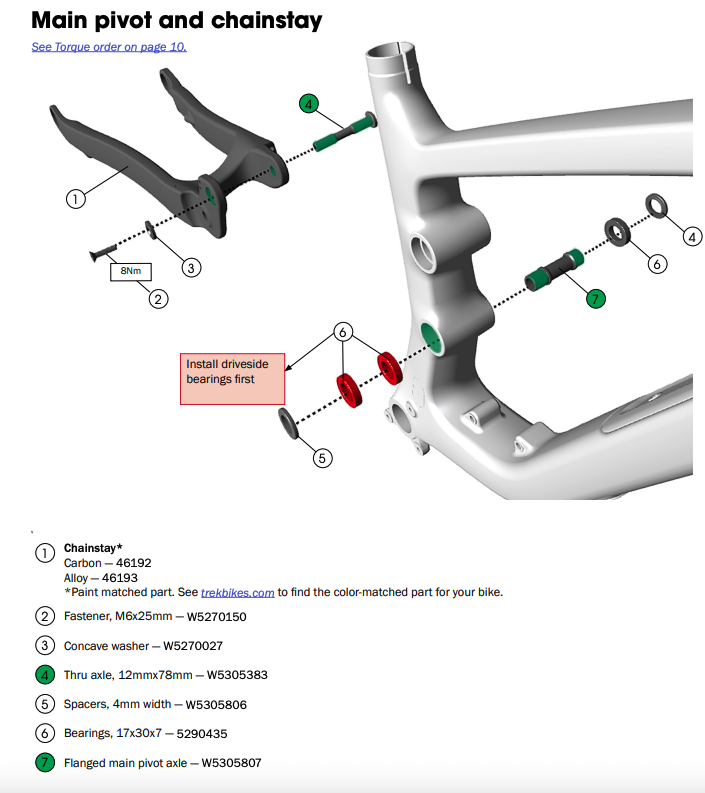 Main pivot and chainstay
See Torque order on page 10.
4
7
1
4
3
6
8Nm
2
7
6
Install driveside
bearings first
5
1 Chainstay*
Carbon — 46192
Alloy — 46193
*Paint matched part. See trekbikes.com to find the color-matched part for your bike.
2 Fastener, M6x25mm — W5270150
3 Concave washer — W5270027
4 Thru axle, 12mmx78mm — W5305383
5 Spacers, 4mm width — W5305806
6 Bearings, 17x30x7 — 5290435
7 Flanged main pivot axle — W5305807